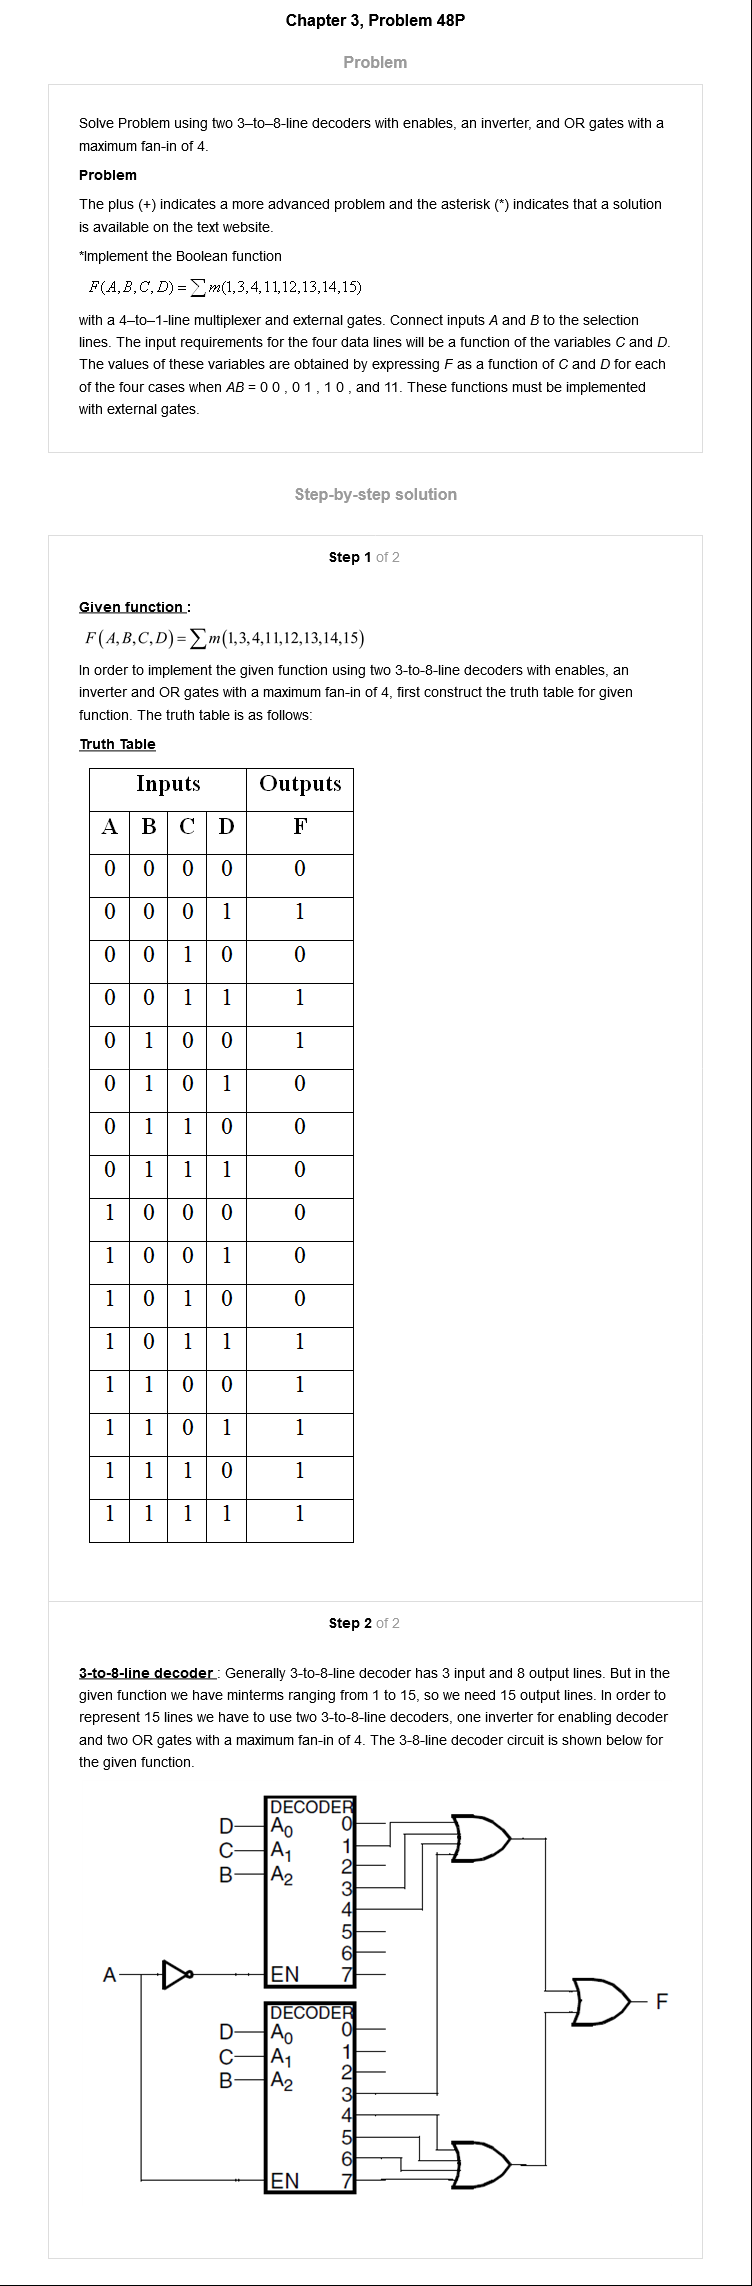 Chapter 3, Problem 48P
Problem
Solve Problem using two 3–to–8-line decoders with enables, an inverter, and OR gates with a
maximum fan-in of 4.
Problem
The plus (+) indicates a more advanced problem and the asterisk (*) indicates that a solution
is available on the text website.
*Implement the Boolean function
F(A,B,C,D) = ∑m(1,3,4,11,12,13,14,15)
with a 4–to–1-line multiplexer and external gates. Connect inputs A and B to the selection
lines. The input requirements for the four data lines will be a function of the variables C and D.
The values of these variables are obtained by expressing F as a function of C and D for each
of the four cases when AB = 0 0 , 0 1 , 1 0 , and 11. These functions must be implemented
with external gates.
Step-by-step solution
Step 1 of 2
Given function :
F(A,B,C,D)=∑m(1,3,4,11,12,13,14,15)
In order to implement the given function using two 3-to-8-line decoders with enables, an
inverter and OR gates with a maximum fan-in of 4, first construct the truth table for given
function. The truth table is as follows:
Truth Table
Inputs Outputs
A B C D F
0 0 0 0 0
0 0 0 1 1
0 0 1 0 0
0 0 1 1 1
0 1 0 0 1
0 1 0 1 0
0 1 1 0 0
0 1 1 1 0
1 0 0 0 0
1 0 0 1 0
1 0 1 0 0
1 0 1 1 1
1 1 0 0 1
1 1 0 1 1
1 1 1 0 1
1 1 1 1 1
Step 2 of 2
3-to-8-line decoder : Generally 3-to-8-line decoder has 3 input and 8 output lines. But in the
given function we have minterms ranging from 1 to 15, so we need 15 output lines. In order to
represent 15 lines we have to use two 3-to-8-line decoders, one inverter for enabling decoder
and two OR gates with a maximum fan-in of 4. The 3-8-line decoder circuit is shown below for
the given function.
DECODER
D A0 0
C A1 1
B A2 2
3
4
5
6
A EN 7
F
DECODER
D A0 0
C A1 1
B A2 2
3
4
5
6
EN 7